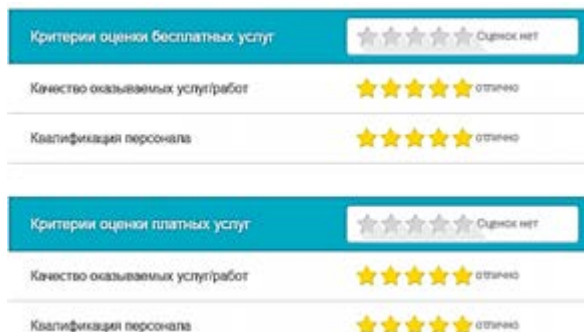 Критерии оценки бесплатных услуг Оценок нет
Качество оказываемых услуг/работ отлично
Квалификация персонала отлично
Критерии оценки платных услуг Оценок нет
Качество оказываемых услуг/работ отлично
Квалификация персонала отлично